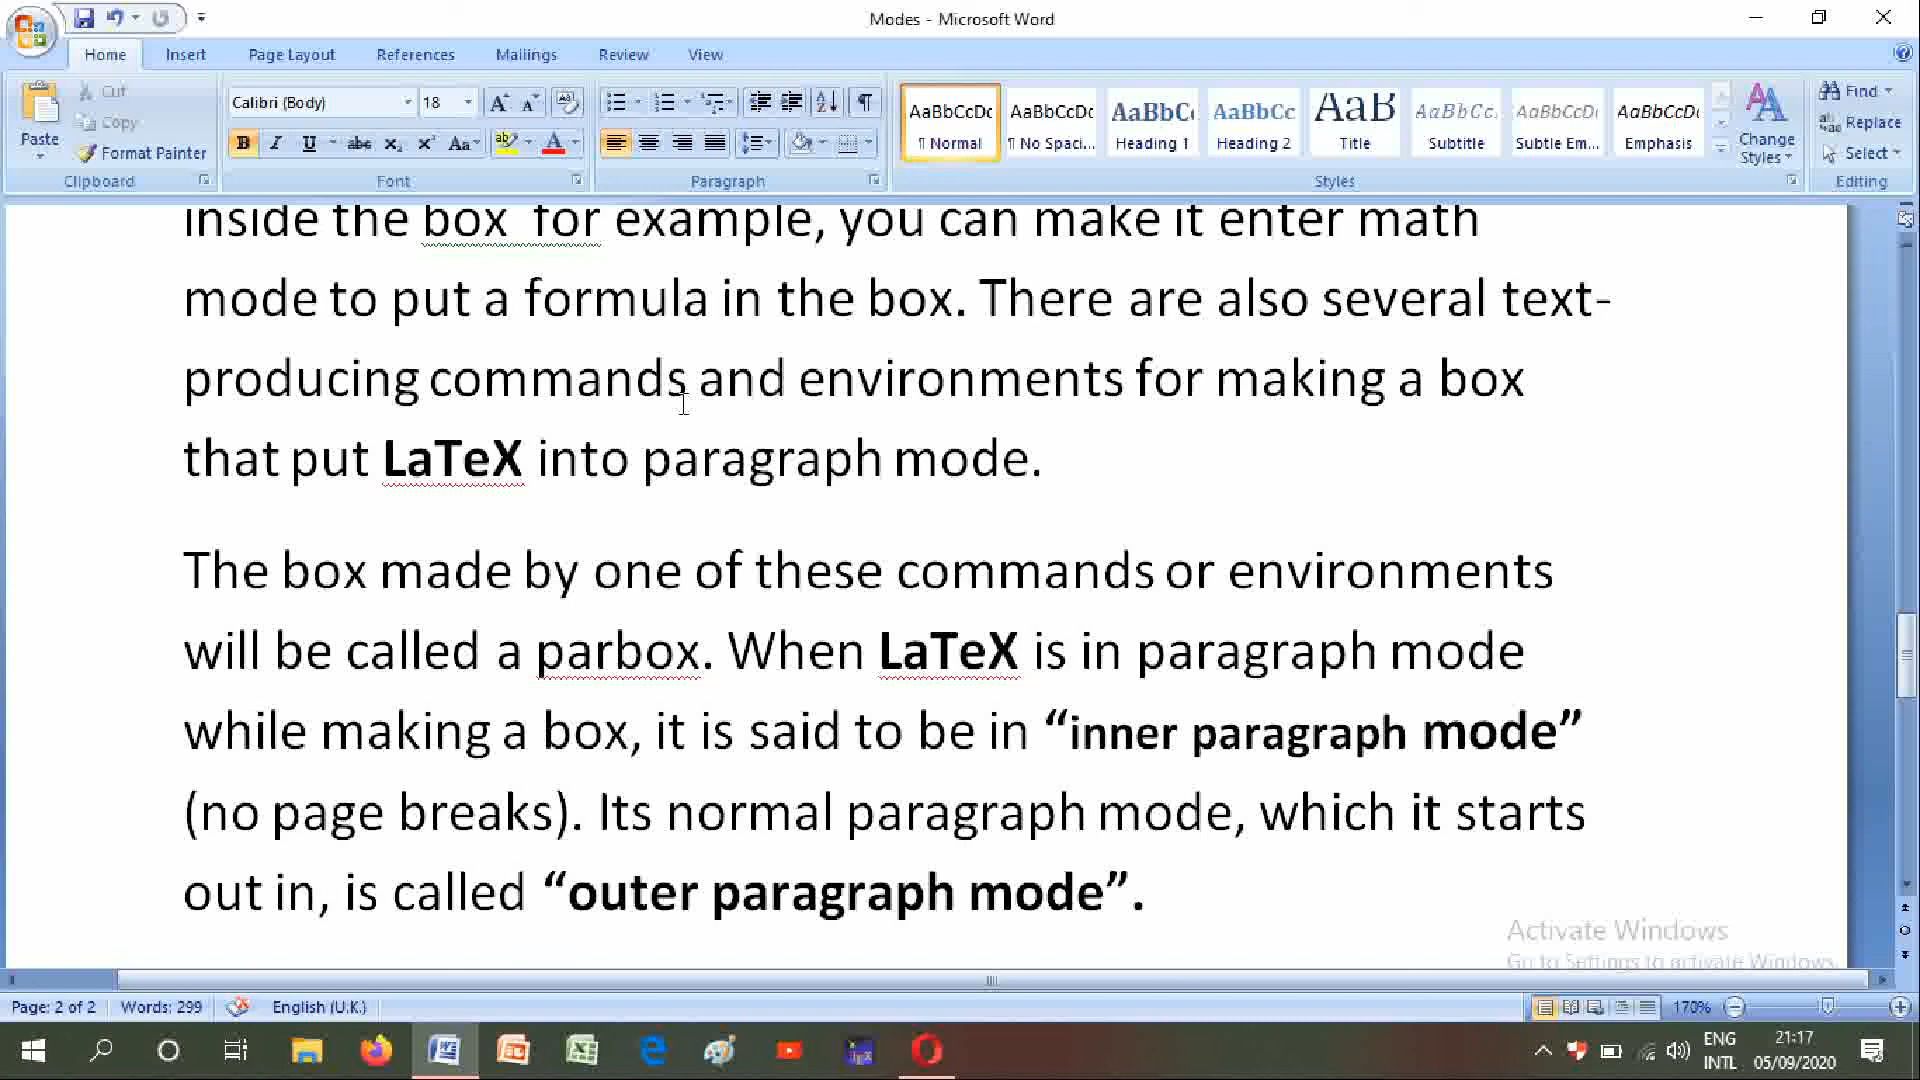 Modes - Microsoft Word
Home Insert Page Layout References Mailings Review View
Paste
Cut
Copy
Format Painter
Clipboard
Calibri (Body) 18
Font
Paragraph
AaBbCcDc AaBbCcDc AaBbC AaBbCc AaB AaBbCc. AaBbCcDc AaBbCcDc
¶ Normal ¶ No Spaci... Heading 1 Heading 2 Title Subtitle Subtle Em... Emphasis
Styles
Change Styles
Find
Replace
Select
Editing
inside the box for example, you can make it enter math
mode to put a formula in the box. There are also several text-
producing commands and environments for making a box
that put LaTeX into paragraph mode.
The box made by one of these commands or environments
will be called a parbox. When LaTeX is in paragraph mode
while making a box, it is said to be in “inner paragraph mode”
(no page breaks). Its normal paragraph mode, which it starts
out in, is called “outer paragraph mode”.
Activate Windows
Go to Settings to activate Windows.
Page: 2 of 2 Words: 299 English (U.K.) 170%
ENG 21:17
INTL 05/09/2020